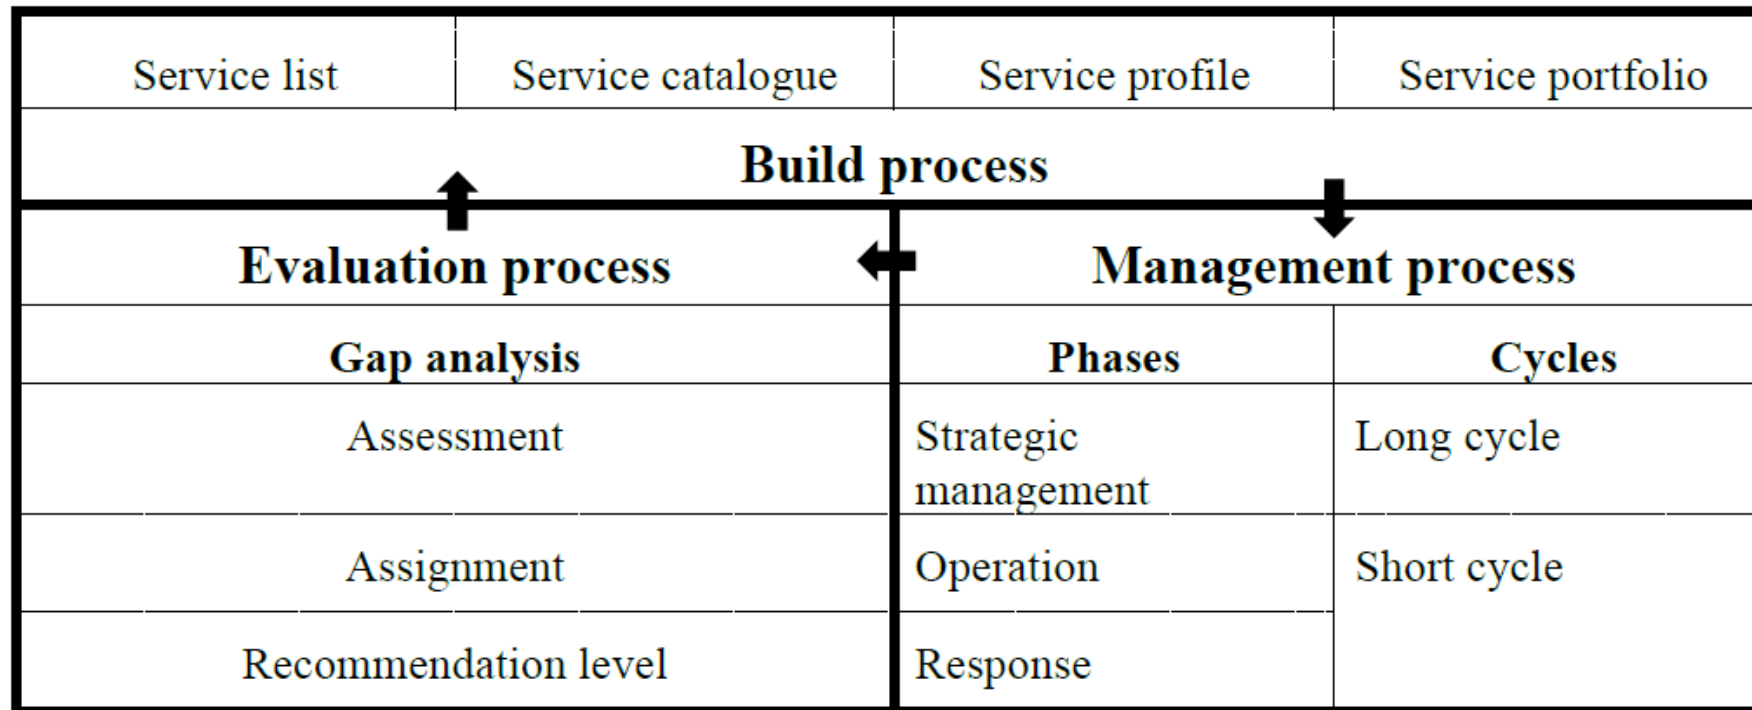 Service list
Service catalogue
Service profile
Service portfolio
Build process
Evaluation process
Management process
Gap analysis
Phases
Cycles
Assessment
Strategic
management
Long cycle
Assignment
Operation
Short cycle
Recommendation level
Response